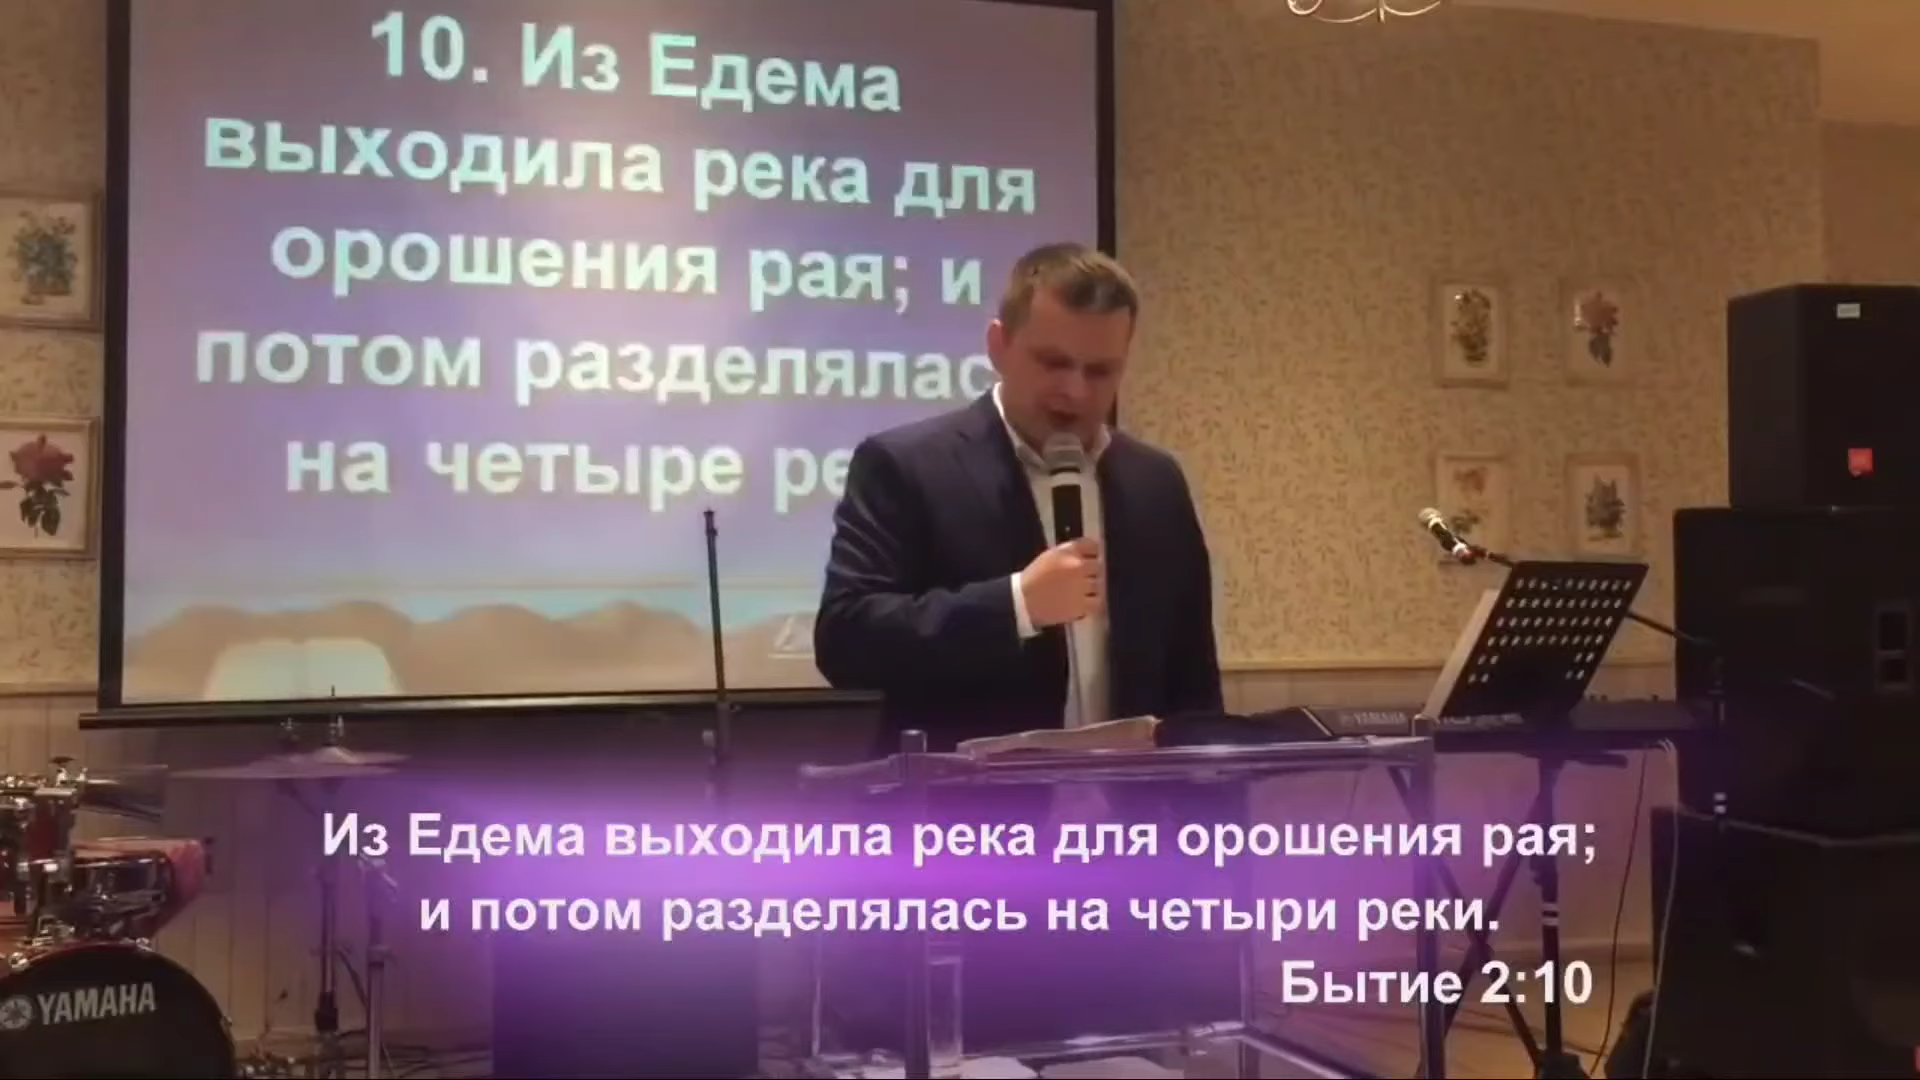 10. Из Едема
выходила река для
орошения рая; и
потом разделялас
на четыре ре
YAMAHA
Из Едема выходила река для орошения рая;
и потом разделялась на четыри реки.
Бытие 2:10
YAMAHA